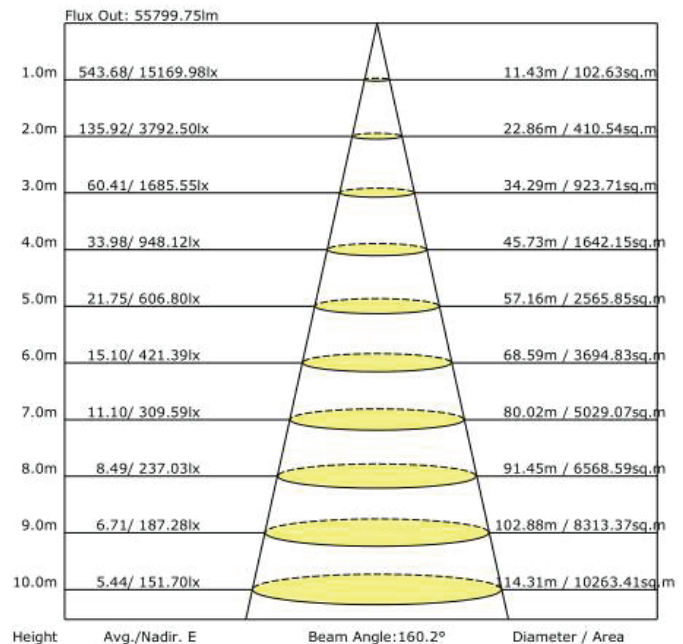 Flux Out: 55799.75lm
1.0m 543.68/ 15169.98lx 11.43m / 102.63sq.m
2.0m 135.92/ 3792.50lx 22.86m / 410.54sq.m
3.0m 60.41/ 1685.55lx 34.29m / 923.71sq.m
4.0m 33.98/ 948.12lx 45.73m / 1642.15sq.m
5.0m 21.75/ 606.80lx 57.16m / 2565.85sq.m
6.0m 15.10/ 421.39lx 68.59m / 3694.83sq.m
7.0m 11.10/ 309.59lx 80.02m / 5029.07sq.m
8.0m 8.49/ 237.03lx 91.45m / 6568.59sq.m
9.0m 6.71/ 187.28lx 102.88m / 8313.37sq.m
10.0m 5.44/ 151.70lx 114.31m / 10263.41sq.m
Height Avg./Nadir. E Beam Angle:160.2° Diameter / Area